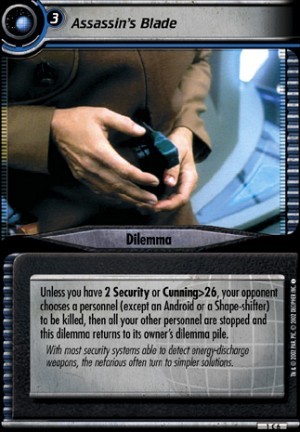 3
Assassin's Blade
Dilemma
Unless you have 2 Security or Cunning>26, your opponent
chooses a personnel (except an Android or a Shape-shifter)
to be killed, then all your other personnel are stopped and
this dilemma returns to its owner's dilemma pile.
With most security systems able to detect energy-discharge
weapons, the nefarious often turn to simpler solutions.
1 C 6